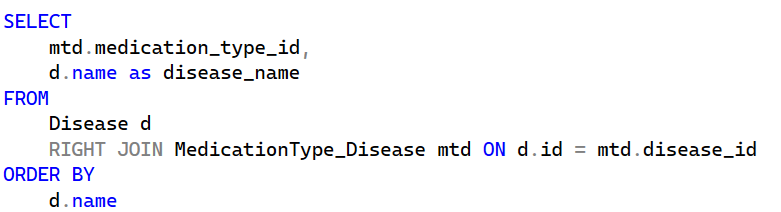 SELECT
mtd.medication_type_id,
d.name as disease_name
FROM
Disease d
RIGHT JOIN MedicationType_Disease mtd ON d.id = mtd.disease_id
ORDER BY
d.name